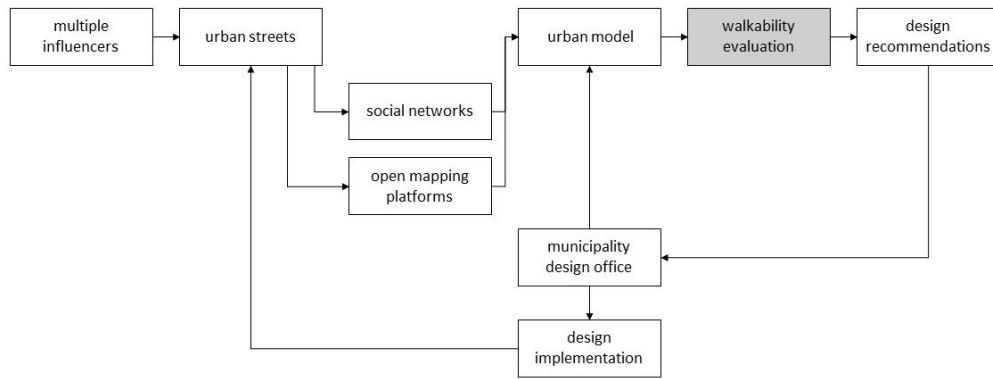 multiple
influencers
urban streets
urban model
walkability
evaluation
design
recommendations
social networks
open mapping
platforms
municipality
design office
design
implementation